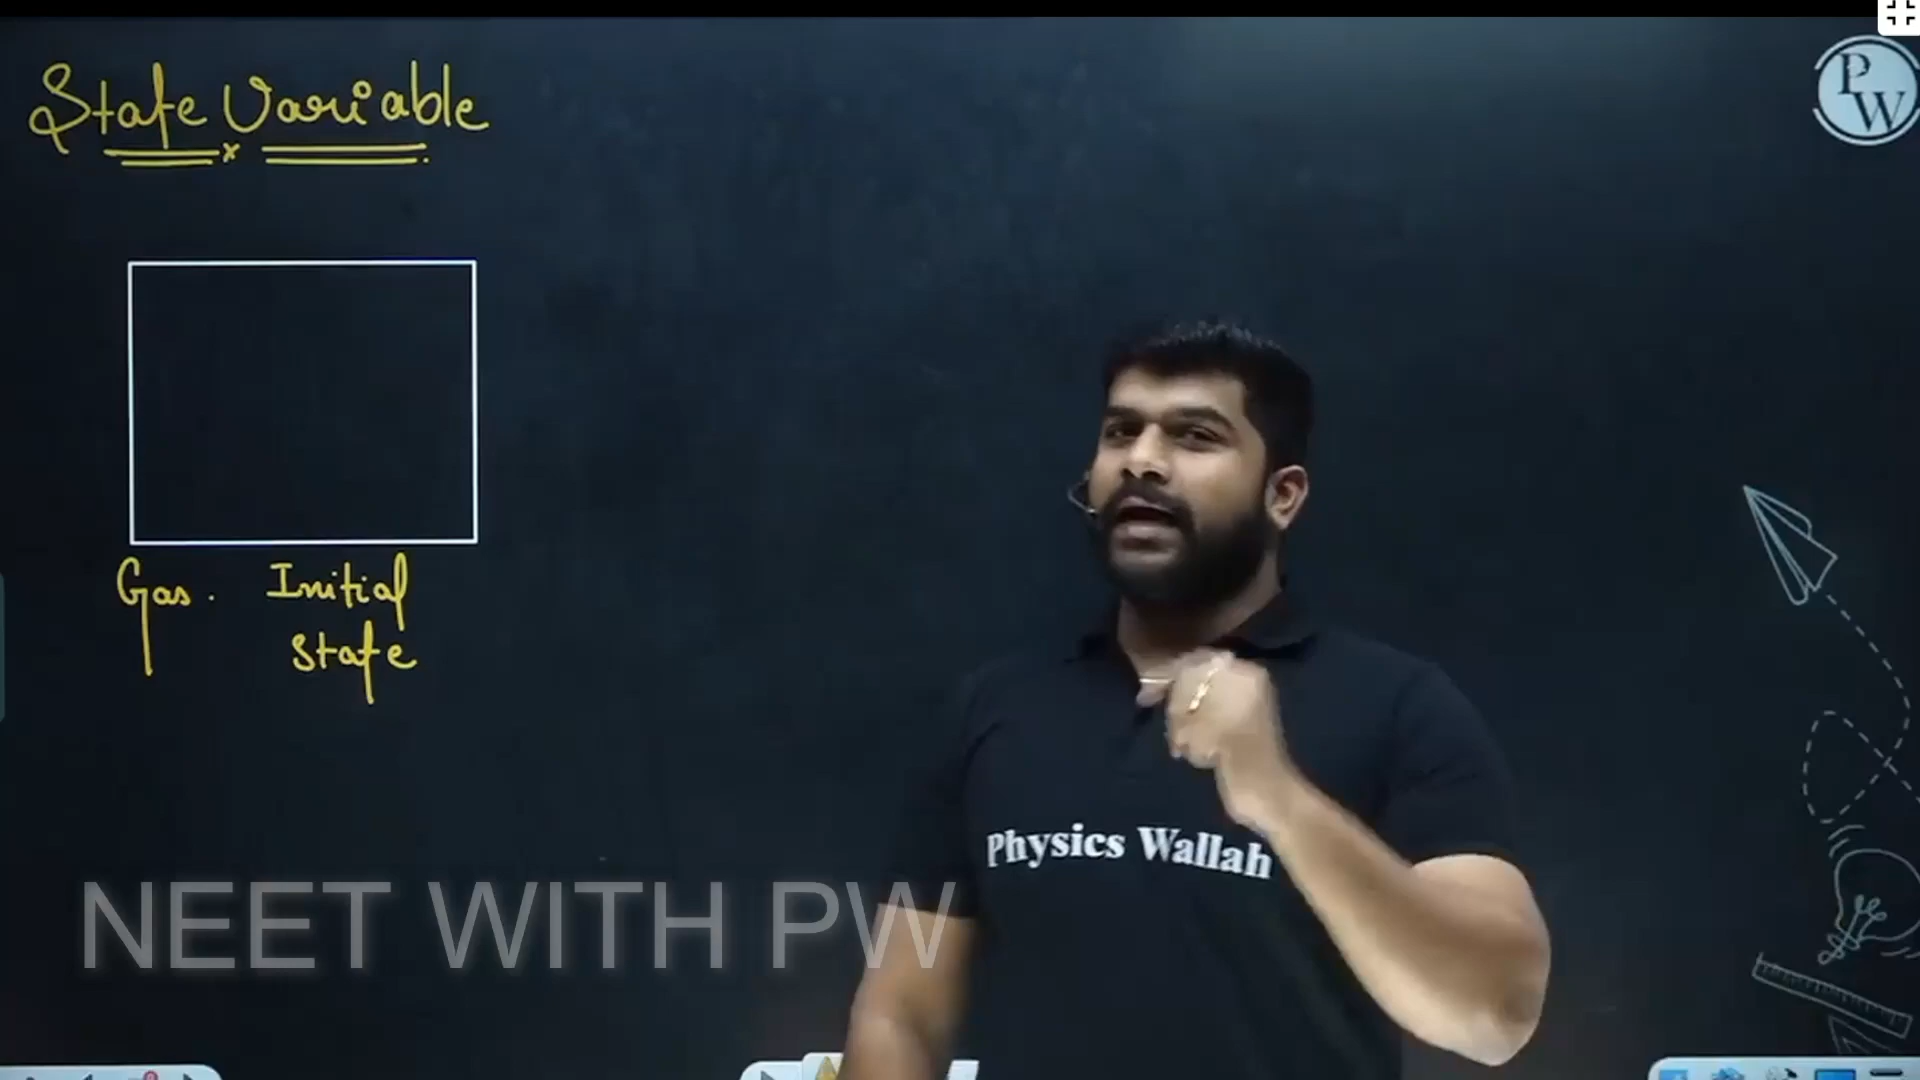 State Variable
PW
Gas. Initial
state
Physics Wallah
NEET WITH PW